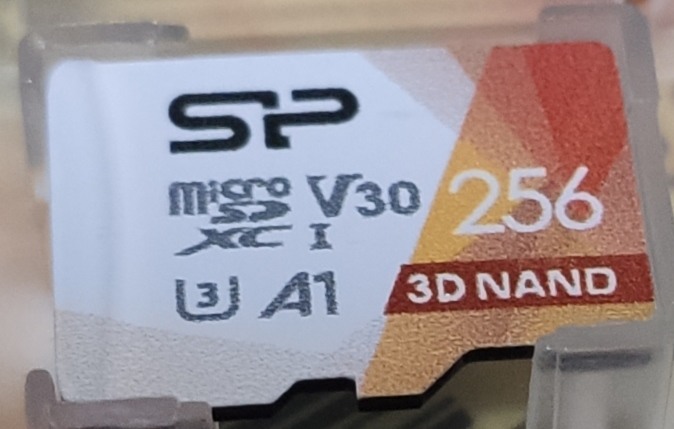 SP
micro SD XC V30 256
I
U3 A1 3D NAND